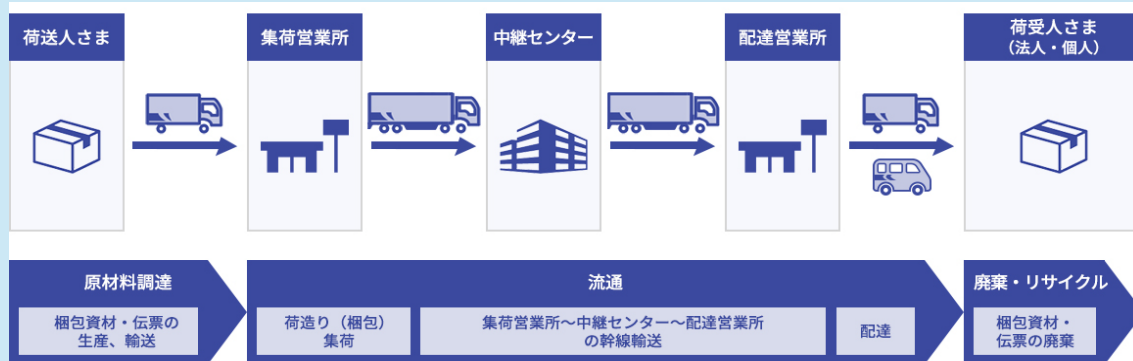 荷送人さま
集荷営業所
中継センター
配達営業所
荷受人さま
(法人・個人)
原材料調達
流通
廃棄・リサイクル
梱包資材・伝票の
生産、輸送
荷造り(梱包)
集荷
集荷営業所〜中継センター〜配達営業所
の幹線輸送
配達
梱包資材・
伝票の廃棄